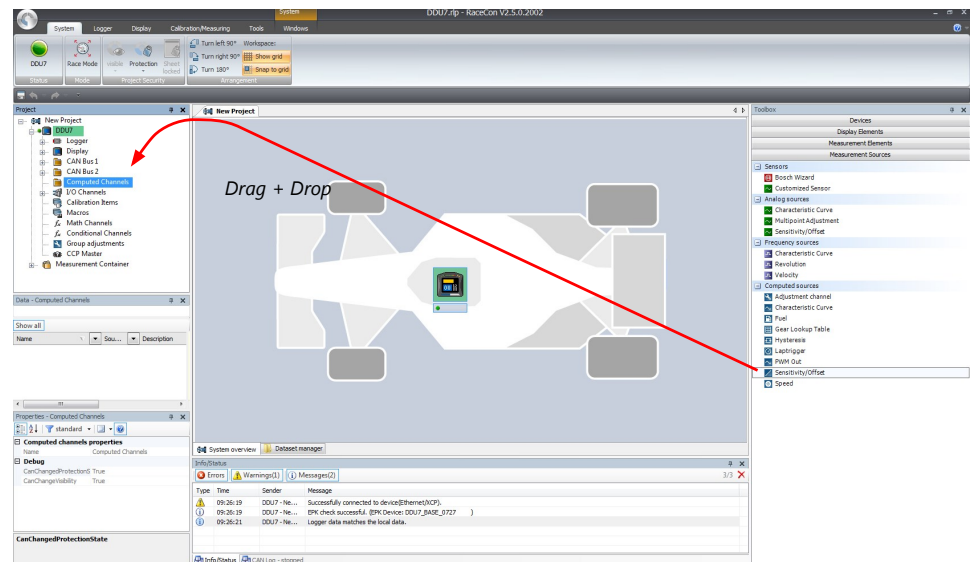 System
DDU7.rlp - RaceCon V2.5.0.2002
System Logger Display Calibration/Measuring Tools Windows
DDU7
Race Mode
visible
Protection
Sheet locked
Turn left 90°
Turn right 90°
Turn 180°
Workspace:
Show grid
Snap to grid
Status Mode Project Security Arrangement
Project
New Project
DDU7
Logger
Display
CAN Bus 1
CAN Bus 2
Computed Channels
I/O Channels
Calibration Items
Macros
Math Channels
Conditional Channels
Group adjustments
CCP Master
Measurement Container
Data - Computed Channels
Show all
Name Sou... Description
Properties - Computed Channels
standard
Computed channels properties
Name Computed Channels
Debug
CanChangedProtectionS True
CanChangeVisibility True
CanChangedProtectionState
New Project
Drag + Drop
System overview Dataset manager
Info/Status
Errors Warnings(1) Messages(2) 3/3
Type Time Sender Message
09:26:19 DDU7 - Ne... Successfully connected to device(Ethernet/XCP).
09:26:19 DDU7 - Ne... EPK check successful. (EPK Device: DDU7_BASE_0727 )
09:26:21 DDU7 - Ne... Logger data matches the local data.
Info/Status CAN Log - stopped
Toolbox
Devices
Display Elements
Measurement Elements
Measurement Sources
Sensors
Bosch Wizard
Customized Sensor
Analog sources
Characteristic Curve
Multipoint Adjustment
Sensitivity/Offset
Frequency sources
Characteristic Curve
Revolution
Velocity
Computed sources
Adjustment channel
Characteristic Curve
Fuel
Gear Lookup Table
Hysteresis
Laptrigger
PWM Out
Sensitivity/Offset
Speed